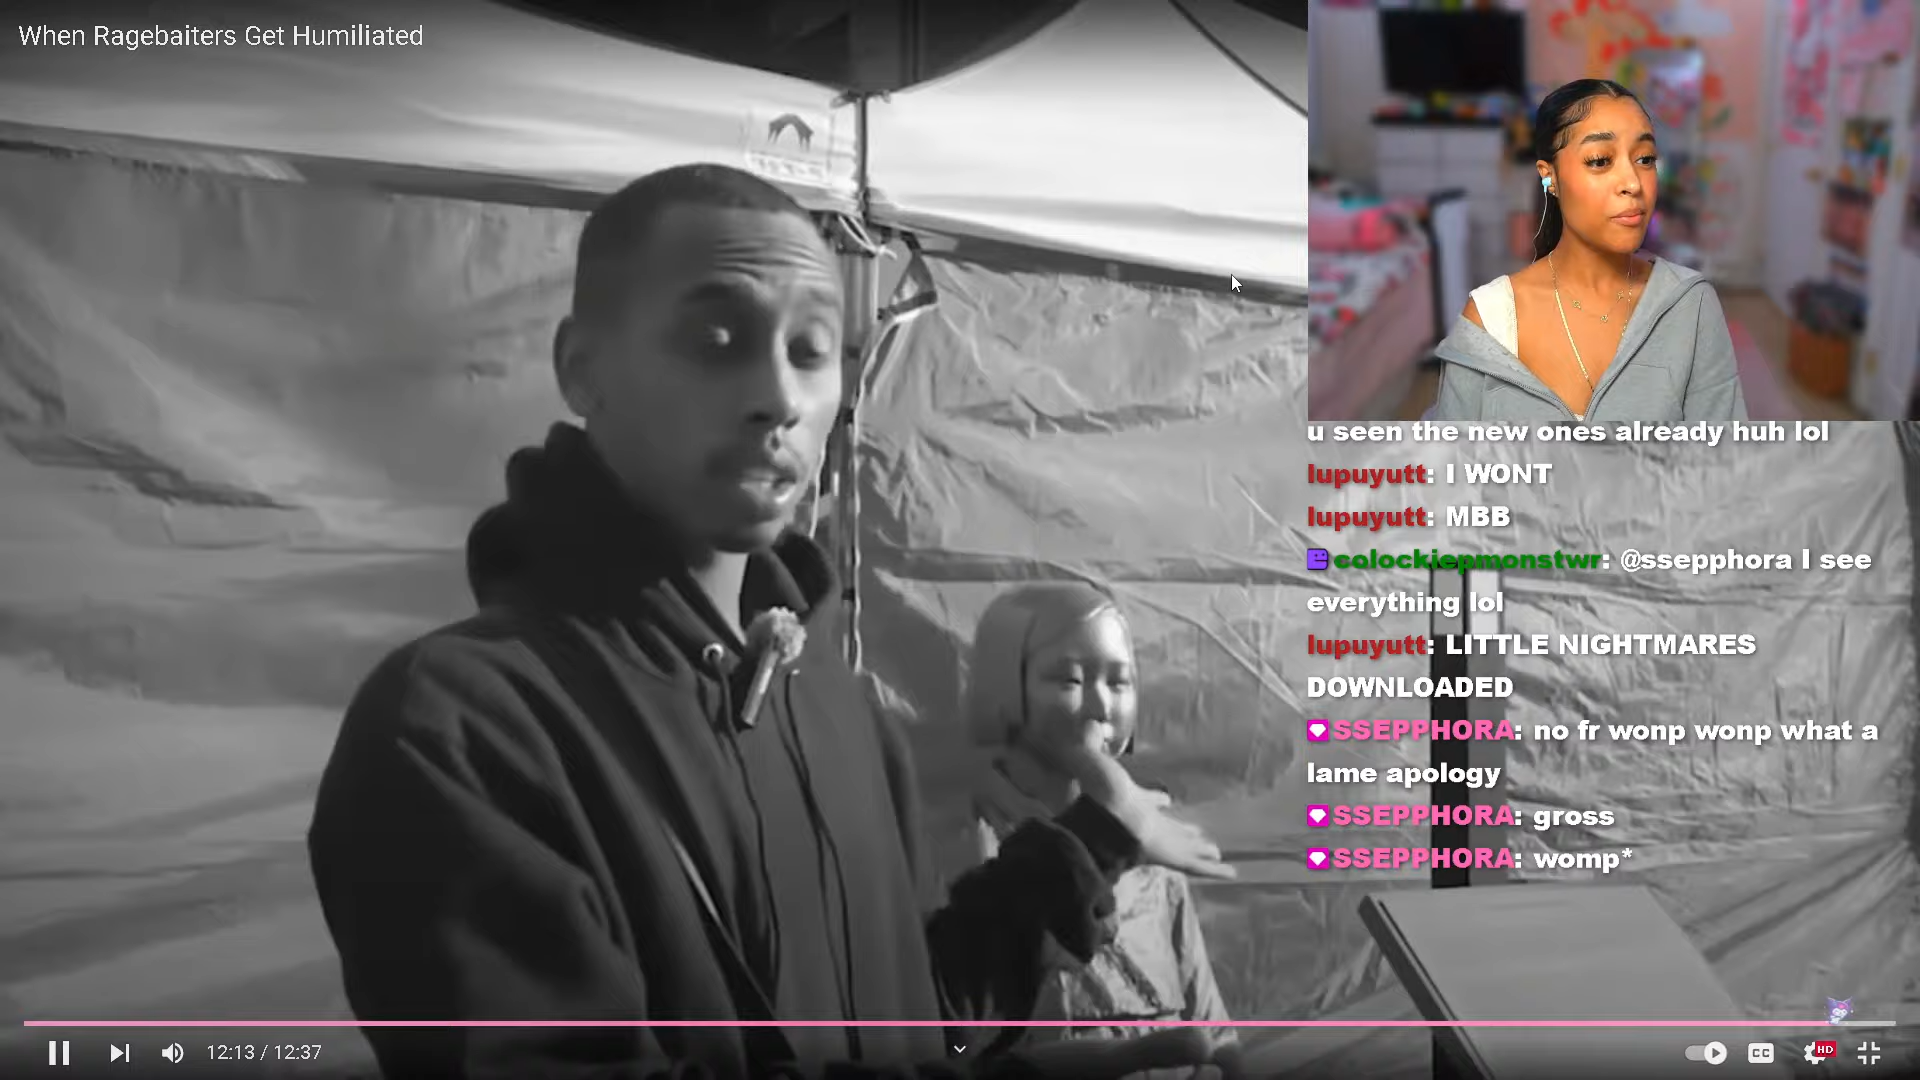 When Ragebaiters Get Humiliated
u seen the new ones already huh lol
lupuyutt: I WONT
lupuyutt: MBB
colockiepmonstwr: @ssepphora I see
everything lol
lupuyutt: LITTLE NIGHTMARES
DOWNLOADED
SSEPPHORA: no fr wonp wonp what a
lame apology
SSEPPHORA: gross
SSEPPHORA: womp*
12:13 / 12:37
CC
HD